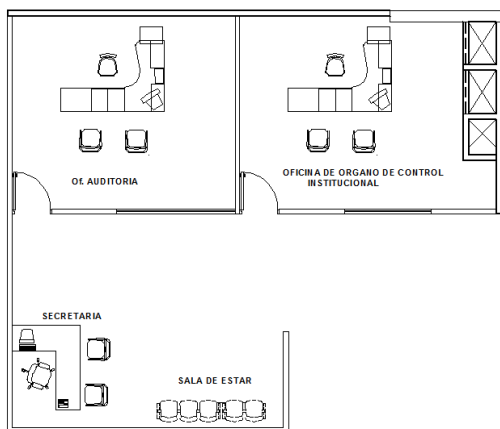 Of. AUDITORIA
OFICINA DE ORGANO DE CONTROL
INSTITUCIONAL
SECRETARIA
SALA DE ESTAR